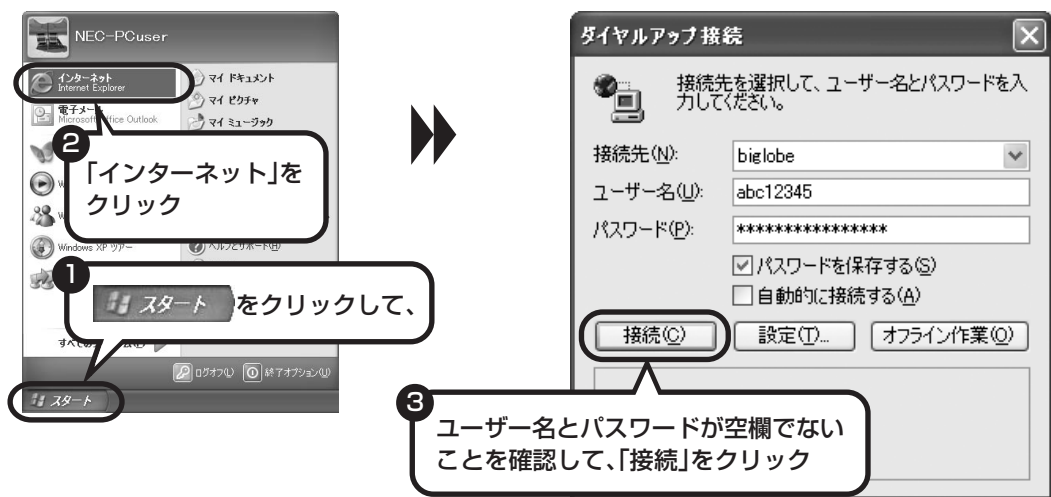 NEC-PCuser
インターネット
Internet Explorer
マイ ドキュメント
電子メール
Microsoft Office Outlook
マイ ピクチャ
マイ ミュージック
2
「インターネット」を
クリック
Windows XP ツアー
ヘルプとサポート(H)
1
スタート をクリックして、
ログオフ(L)
終了オプション(U)
スタート
ダイヤルアップ接続
接続先を選択して、ユーザー名とパスワードを入
力してください。
接続先(N): biglobe
ユーザー名(U): abc12345
パスワード(P): ****************
パスワードを保存する(S)
自動的に接続する(A)
接続(C) 設定(T)... オフライン作業(O)
3
ユーザー名とパスワードが空欄でない
ことを確認して、「接続」をクリック